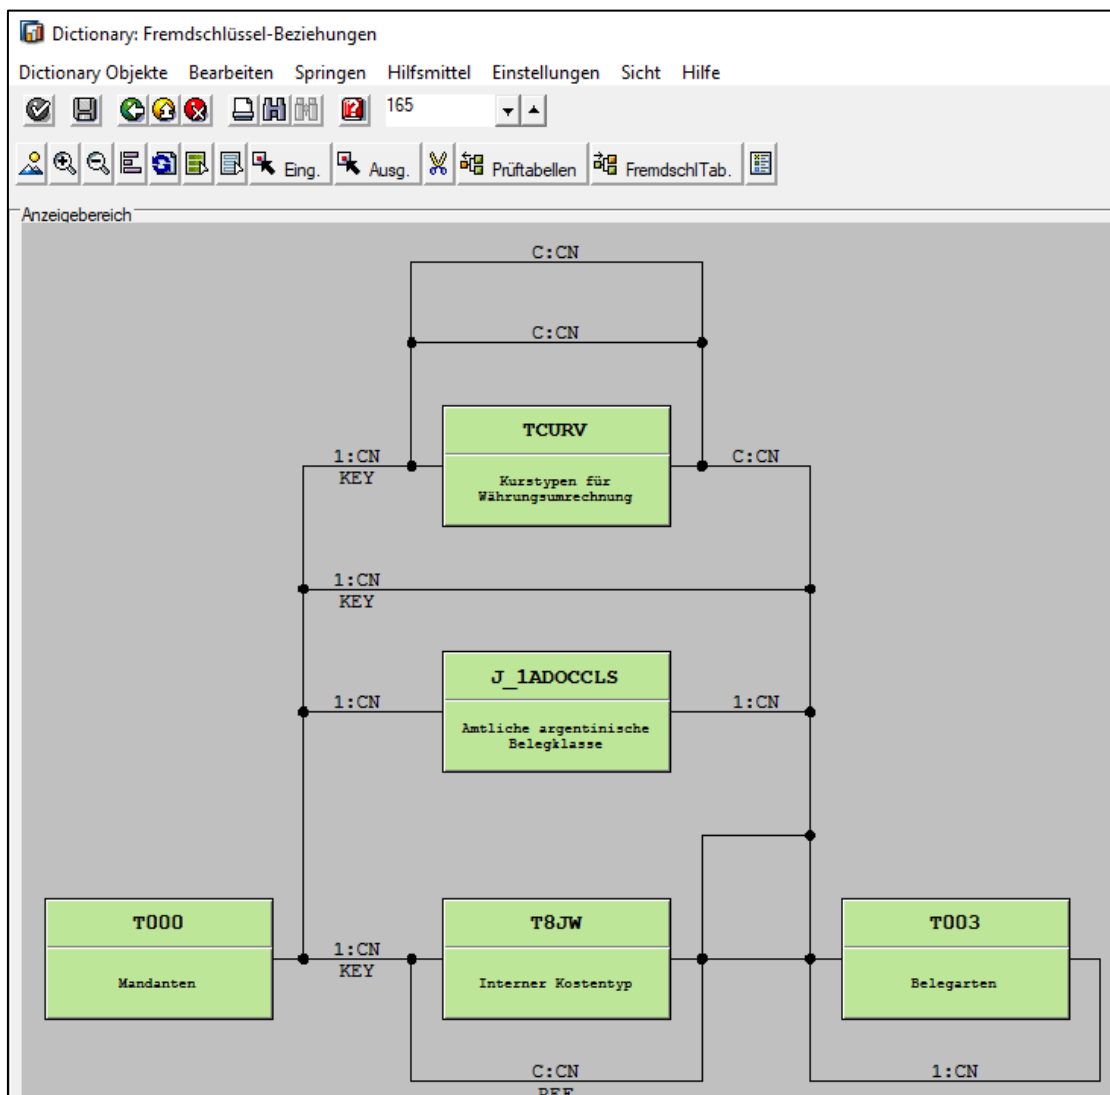 Dictionary: Fremdschlüssel-Beziehungen
Dictionary Objekte Bearbeiten Springen Hilfsmittel Einstellungen Sicht Hilfe
165
Eing. Ausg. Prüftabellen FremdschlTab.
Anzeigebereich
C:CN
C:CN
TCURV
Kurstypen für
Währungsumrechnung
1:CN
KEY
C:CN
1:CN
KEY
J_1ADOCCLS
Amtliche argentinische
Belegklasse
1:CN
1:CN
T000
Mandanten
1:CN
KEY
T8JW
Interner Kostentyp
T003
Belegarten
C:CN
REF
1:CN